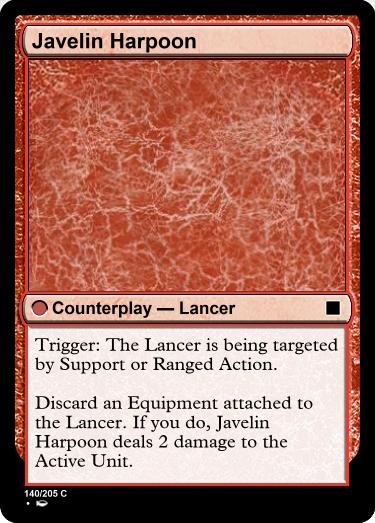 Javelin Harpoon
Counterplay — Lancer
Trigger: The Lancer is being targeted
by Support or Ranged Action.
Discard an Equipment attached to
the Lancer. If you do, Javelin
Harpoon deals 2 damage to the
Active Unit.
140/205 C